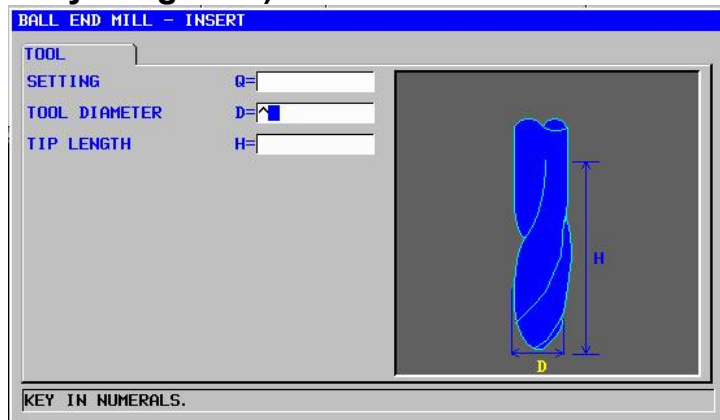 BALL END MILL - INSERT
TOOL
SETTING Q=
TOOL DIAMETER D=^
TIP LENGTH H=
H
D
KEY IN NUMERALS.